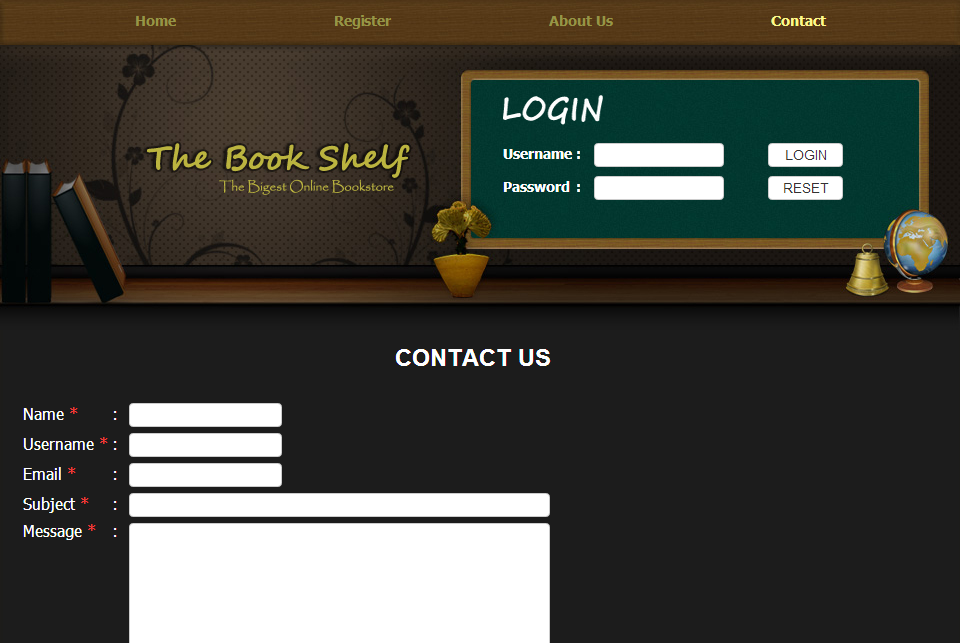 Home Register About Us Contact
The Book Shelf
The Bigest Online Bookstore
LOGIN
Username :
LOGIN
Password :
RESET
CONTACT US
Name * :
Username * :
Email * :
Subject * :
Message * :